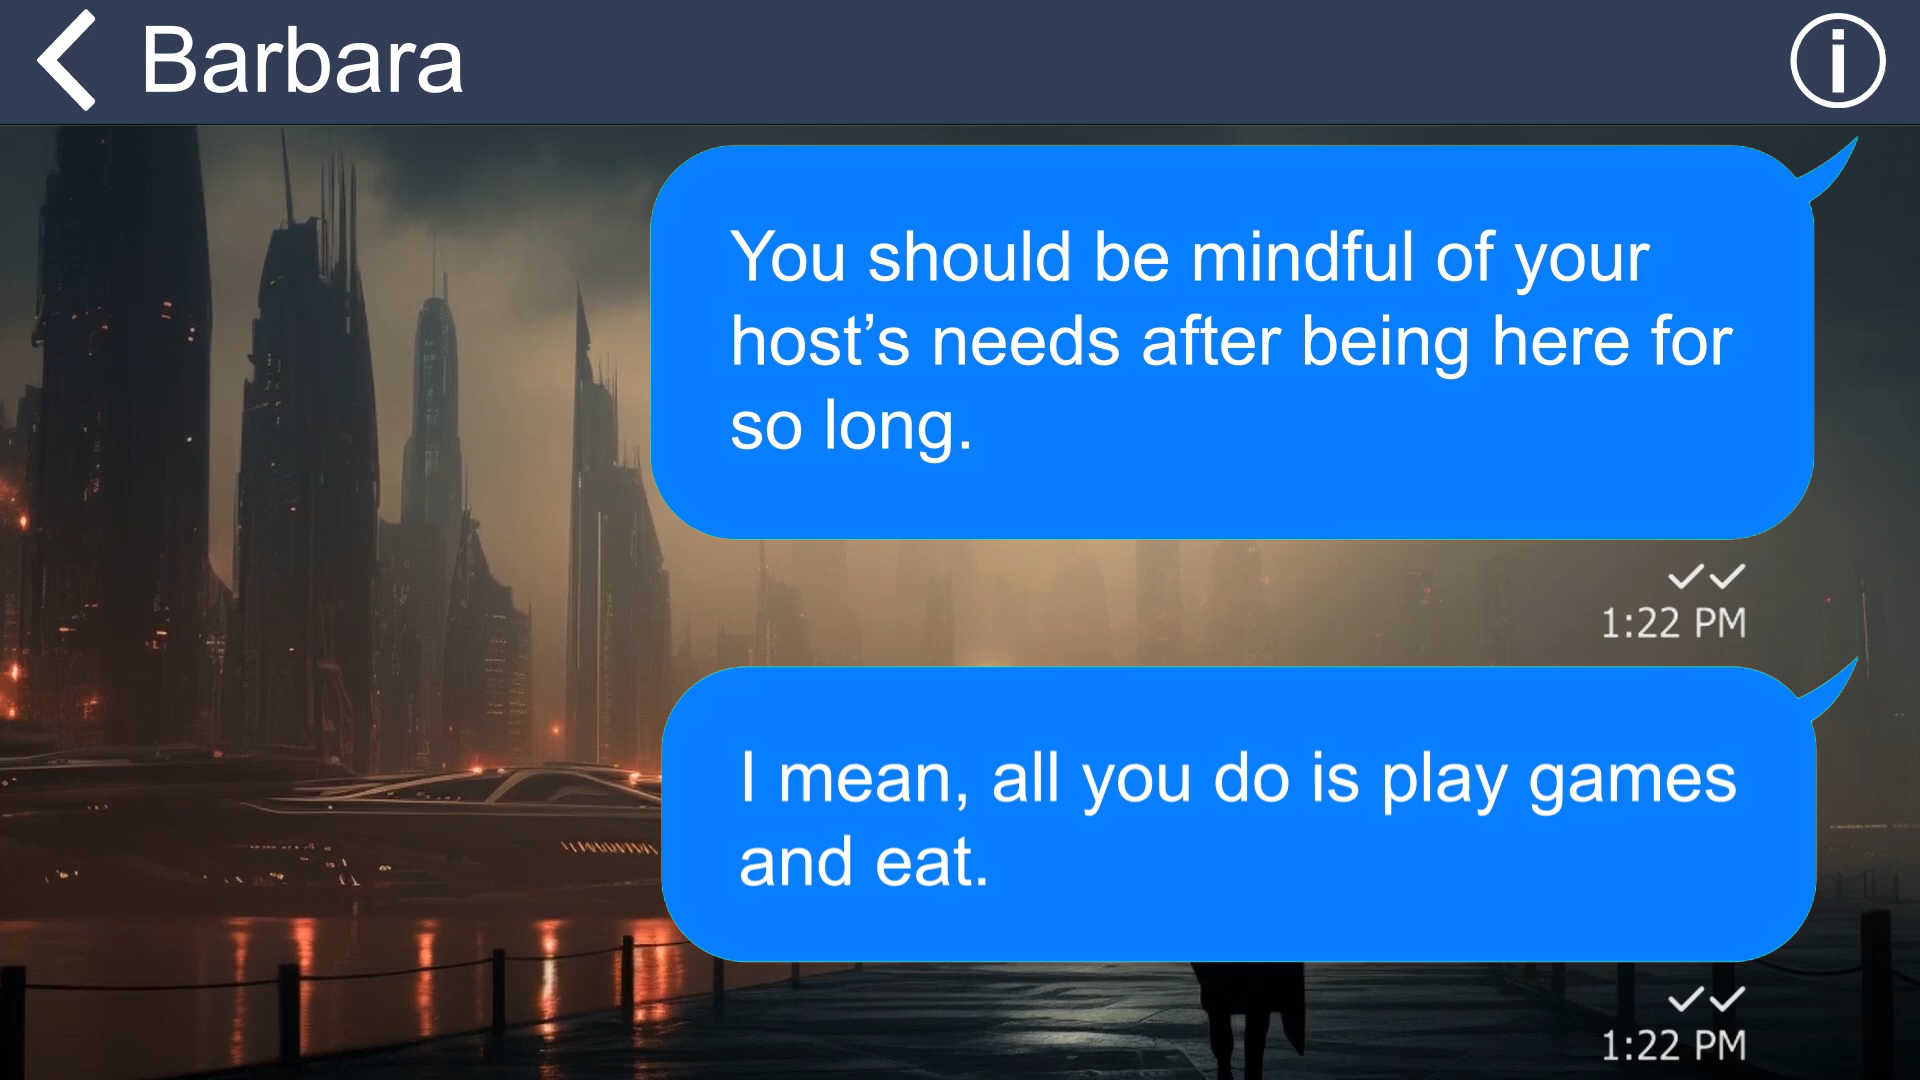 Barbara
You should be mindful of your
host’s needs after being here for
so long.
1:22 PM
I mean, all you do is play games
and eat.
1:22 PM